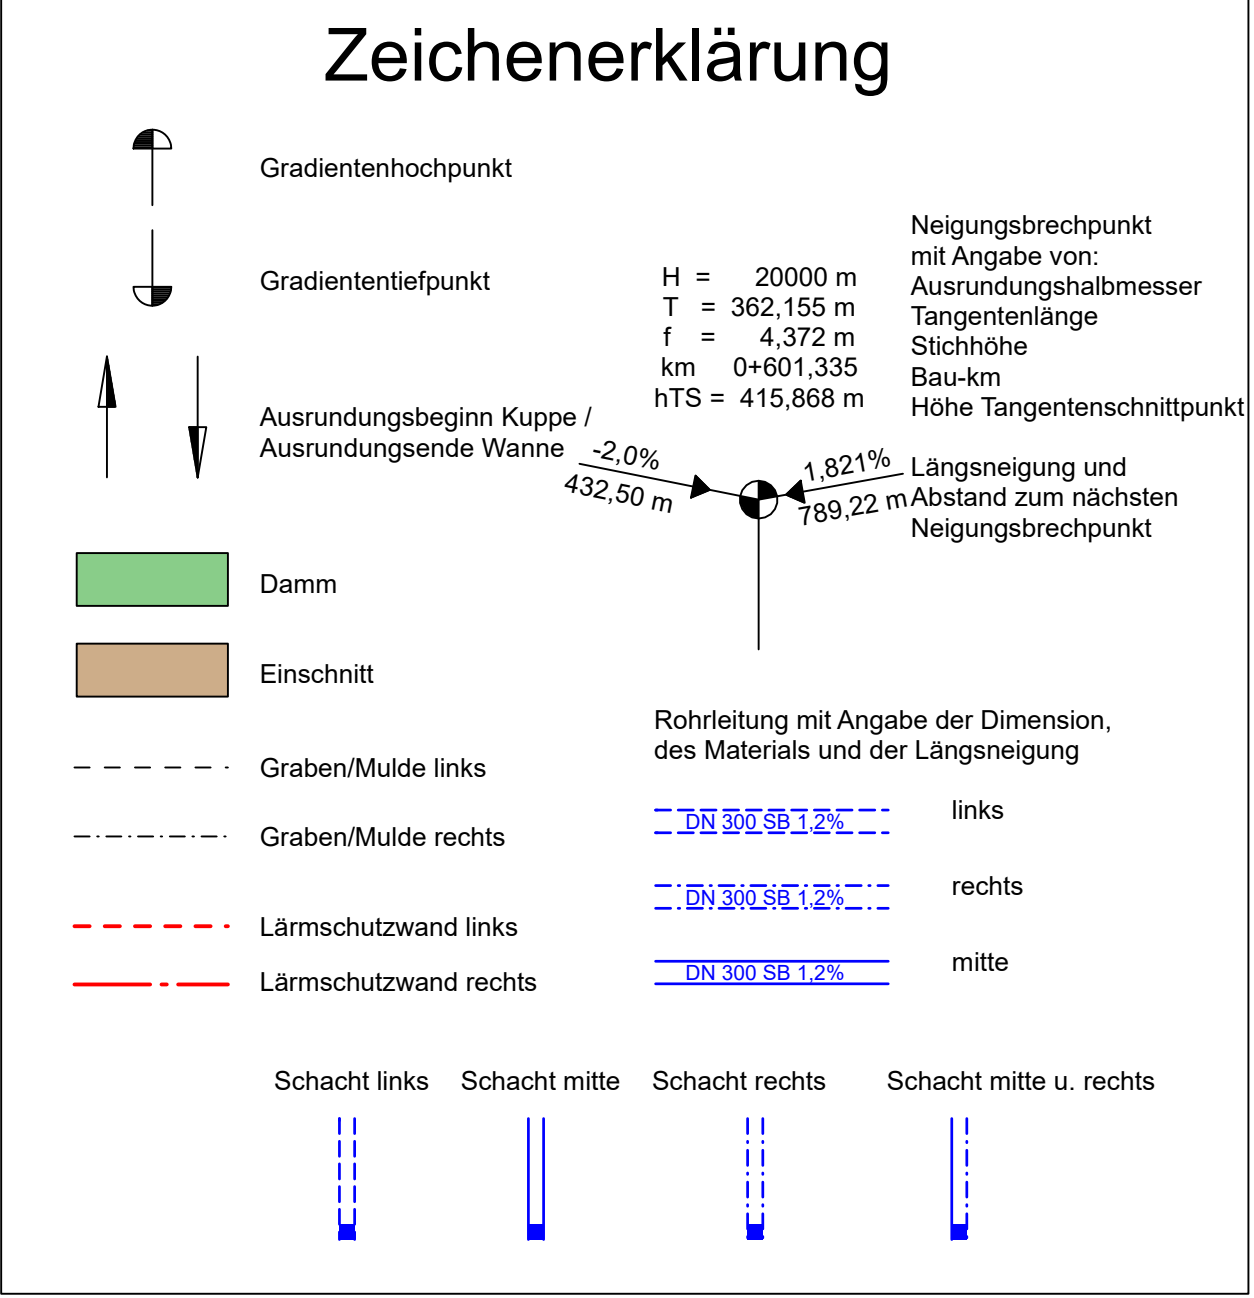 Zeichenerklärung
Gradientenhochpunkt
Gradiententiefpunkt
Ausrundungsbeginn Kuppe /
Ausrundungsende Wanne
Damm
Einschnitt
Graben/Mulde links
Graben/Mulde rechts
Lärmschutzwand links
Lärmschutzwand rechts
H = 20000 m
T = 362,155 m
f = 4,372 m
km 0+601,335
hTS = 415,868 m
-2,0%
432,50 m
1,821%
789,22 m
Neigungsbrechpunkt
mit Angabe von:
Ausrundungshalbmesser
Tangentenlänge
Stichhöhe
Bau-km
Höhe Tangentenschnittpunkt
Längsneigung und
Abstand zum nächsten
Neigungsbrechpunkt
Rohrleitung mit Angabe der Dimension,
des Materials und der Längsneigung
DN 300 SB 1,2% links
DN 300 SB 1,2% rechts
DN 300 SB 1,2% mitte
Schacht links Schacht mitte Schacht rechts Schacht mitte u. rechts